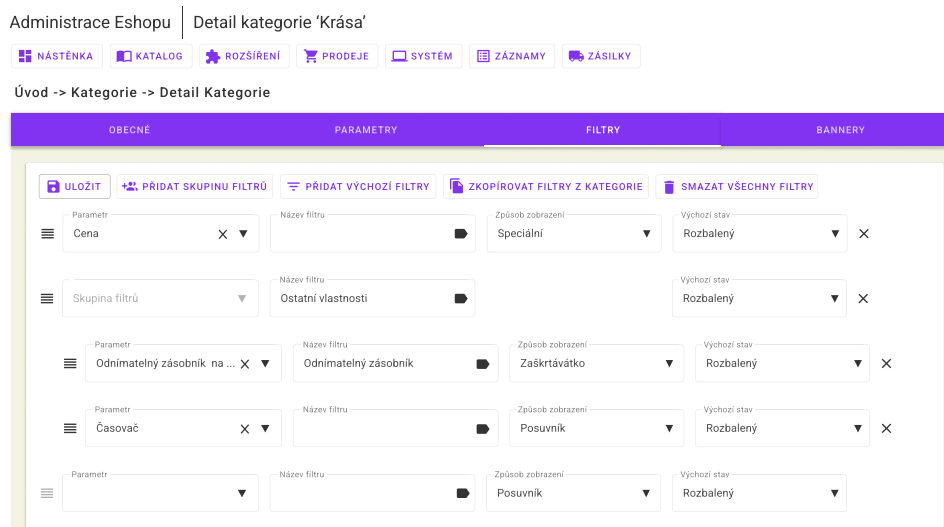 Administrace Eshopu Detail kategorie ‘Krása’
NÁSTĚNKA KATALOG ROZŠÍŘENÍ PRODEJE SYSTÉM ZÁZNAMY ZÁSILKY
Úvod -> Kategorie -> Detail Kategorie
OBECNÉ PARAMETRY FILTRY BANNERY
ULOŽIT PŘIDAT SKUPINU FILTRŮ PŘIDAT VÝCHOZÍ FILTRY ZKOPÍROVAT FILTRY Z KATEGORIE SMAZAT VŠECHNY FILTRY
Parametr Název filtru Způsob zobrazení Výchozí stav
Cena Speciální Rozbalený
Název filtru Výchozí stav
Skupina filtrů Ostatní vlastnosti Rozbalený
Parametr Název filtru Způsob zobrazení Výchozí stav
Odnímatelný zásobník na ... Odnímatelný zásobník Zaškrtávátko Rozbalený
Parametr Název filtru Způsob zobrazení Výchozí stav
Časovač Posuvník Rozbalený
Parametr Název filtru Způsob zobrazení Výchozí stav
Posuvník Rozbalený